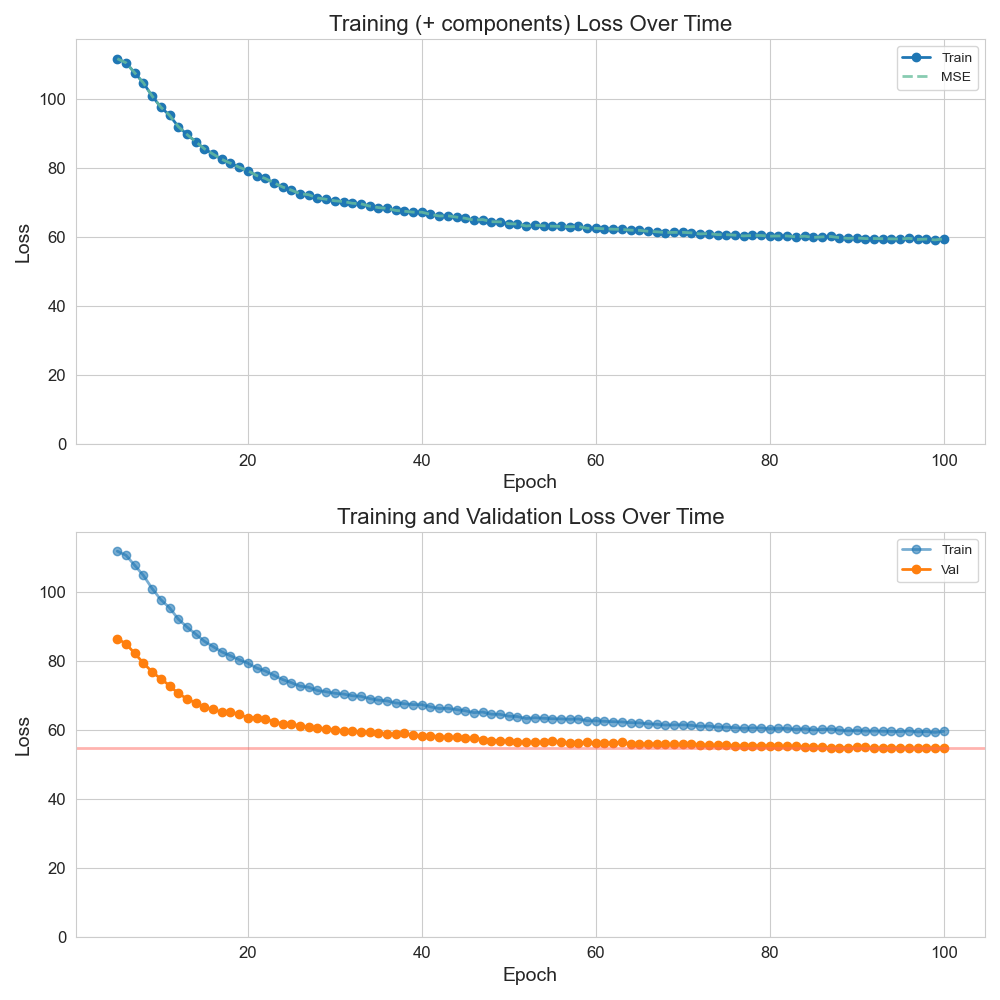 Training (+ components) Loss Over Time
Train
MSE
100
80
60
40
20
0
Loss
20 40 60 80 100
Epoch
Training and Validation Loss Over Time
Train
Val
100
80
60
40
20
0
Loss
20 40 60 80 100
Epoch